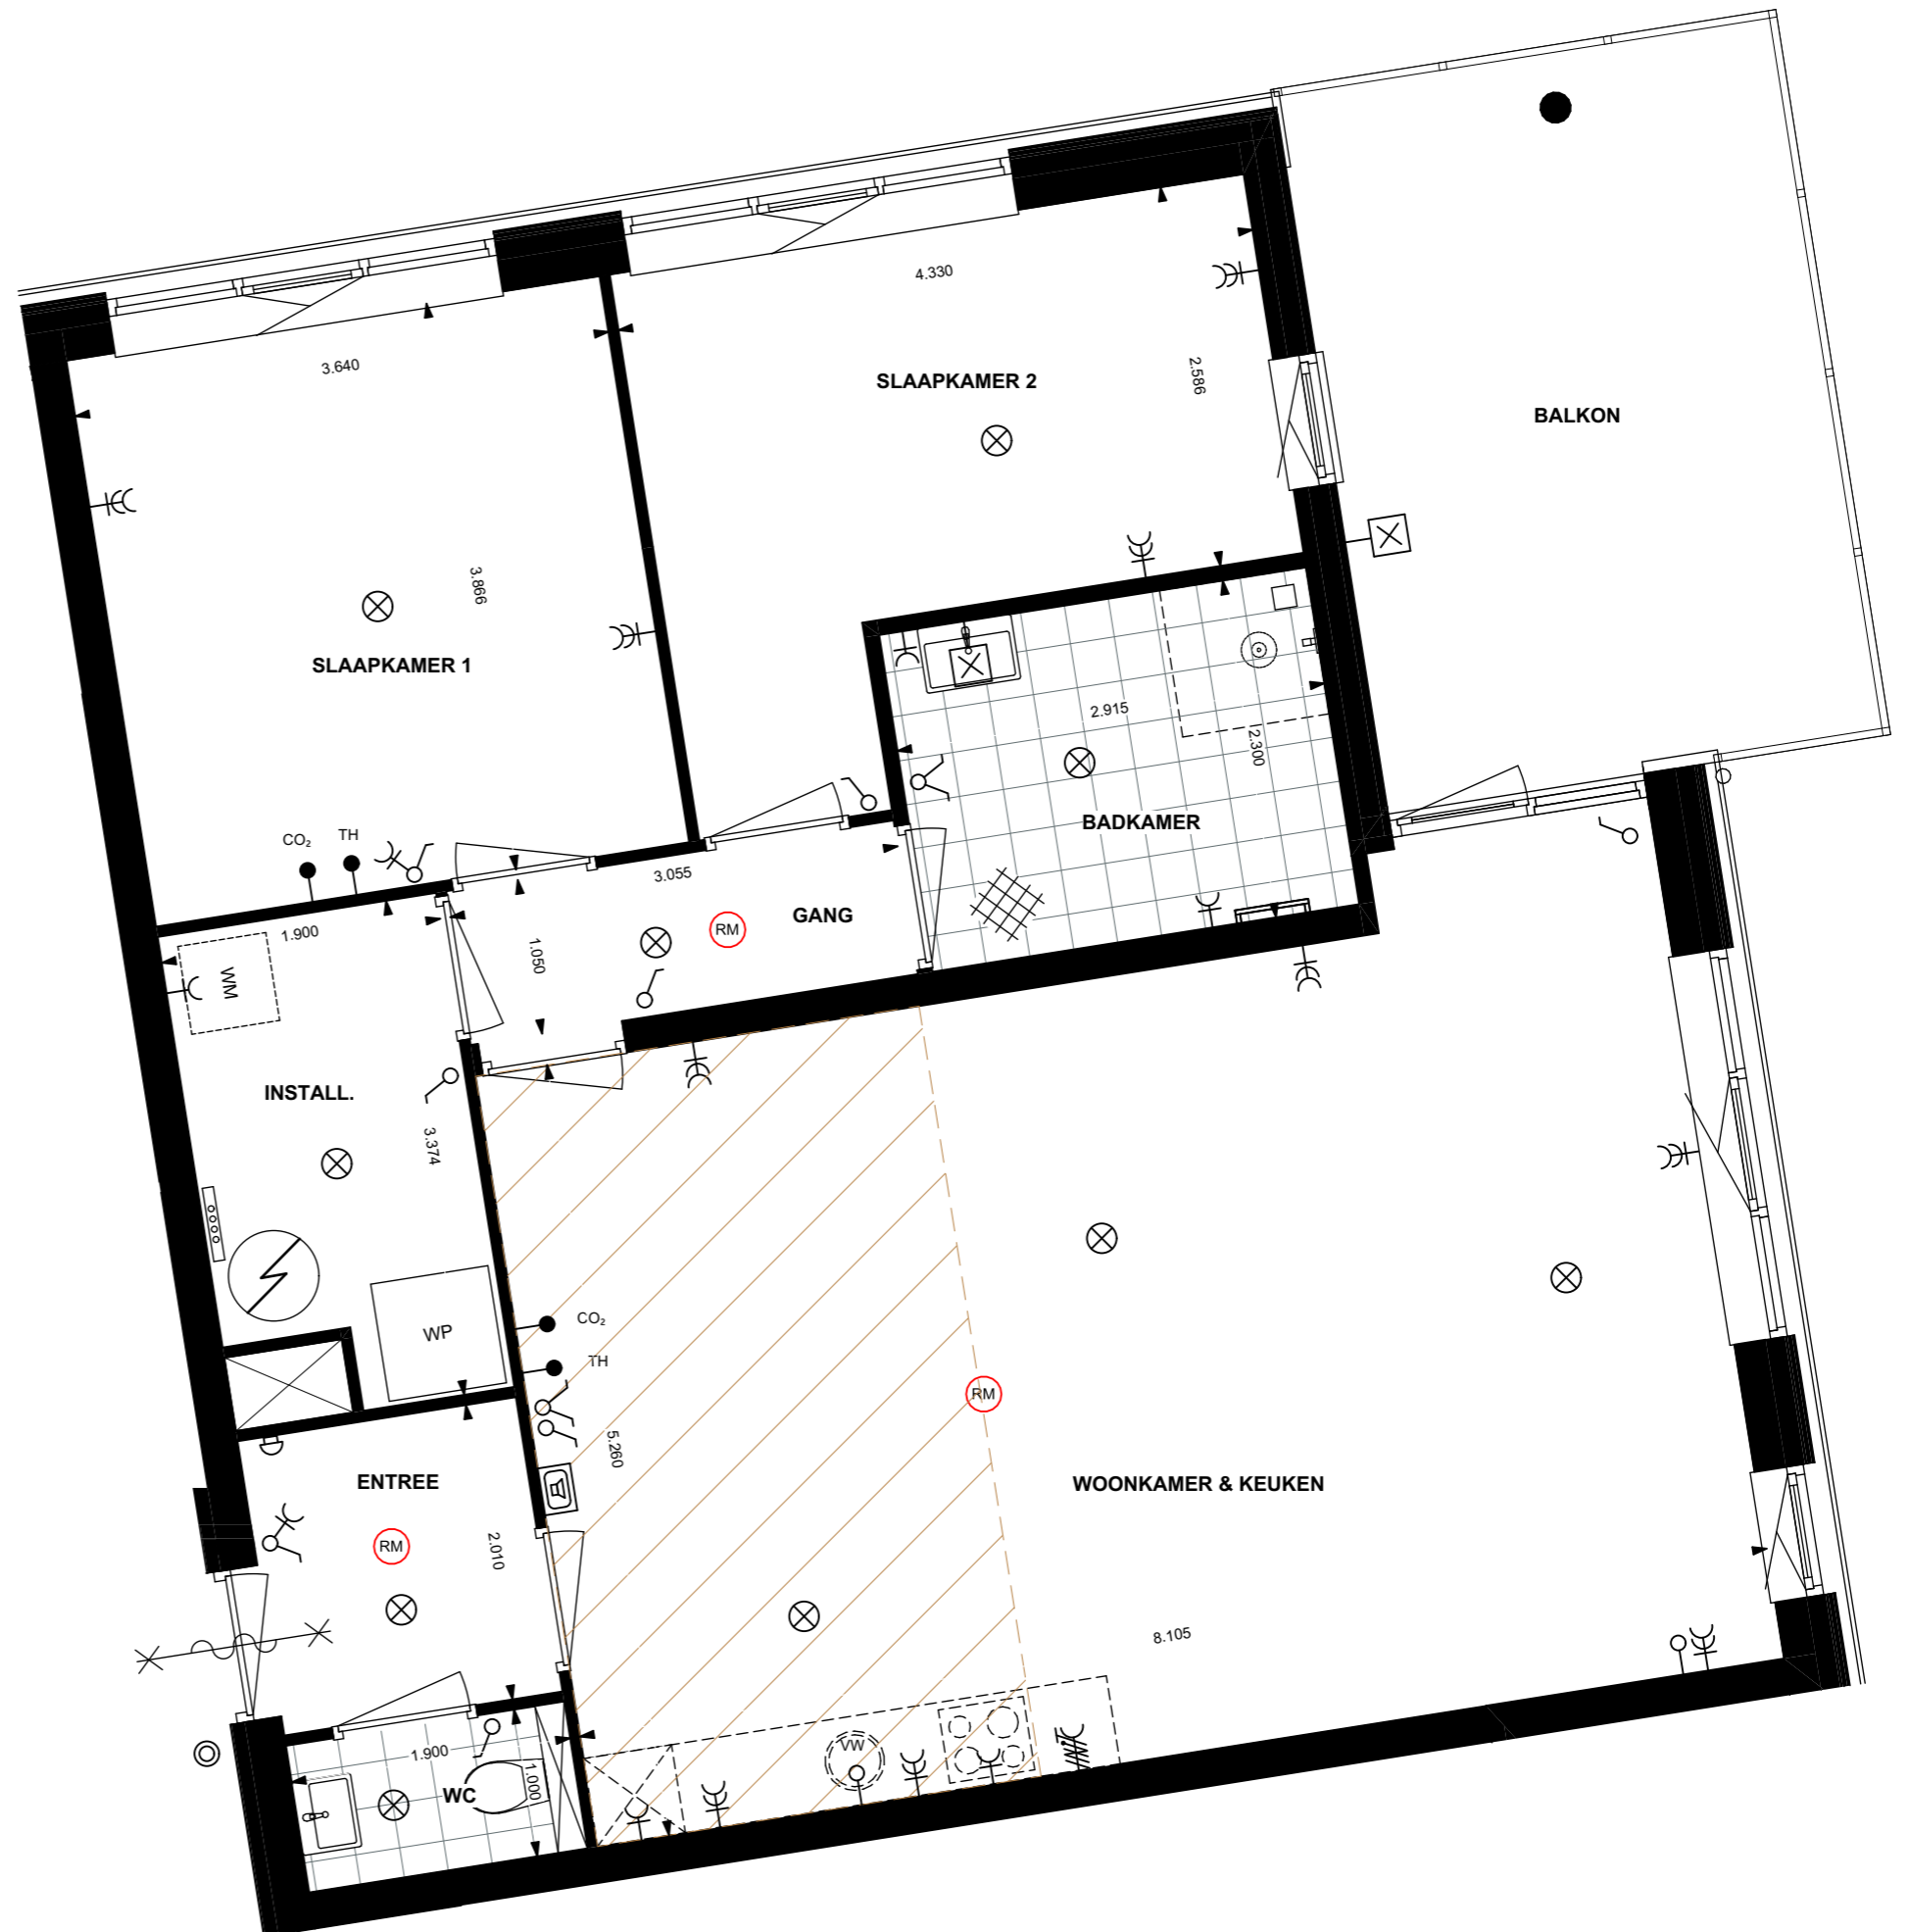 4.330
3.640
2.586
SLAAPKAMER 2
BALKON
3.866
SLAAPKAMER 1
2.915
2.300
BADKAMER
CO₂
TH
3.055
GANG
RM
1.900
1.050
WM
INSTALL.
3.374
CO₂
WP
TH
RM
5.260
ENTREE
WOONKAMER & KEUKEN
2.010
RM
8.105
VW
1.900
WC
1.000